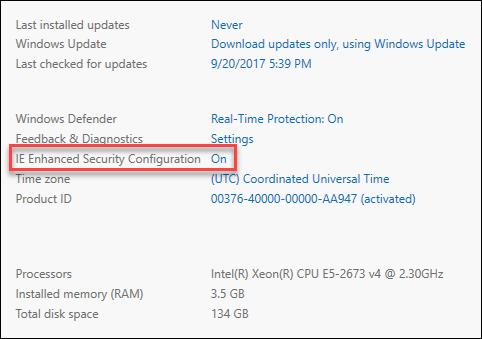 Last installed updates Never
Windows Update Download updates only, using Windows Update
Last checked for updates 9/20/2017 5:39 PM
Windows Defender Real-Time Protection: On
Feedback & Diagnostics Settings
IE Enhanced Security Configuration On
Time zone (UTC) Coordinated Universal Time
Product ID 00376-40000-00000-AA947 (activated)
Processors Intel(R) Xeon(R) CPU E5-2673 v4 @ 2.30GHz
Installed memory (RAM) 3.5 GB
Total disk space 134 GB